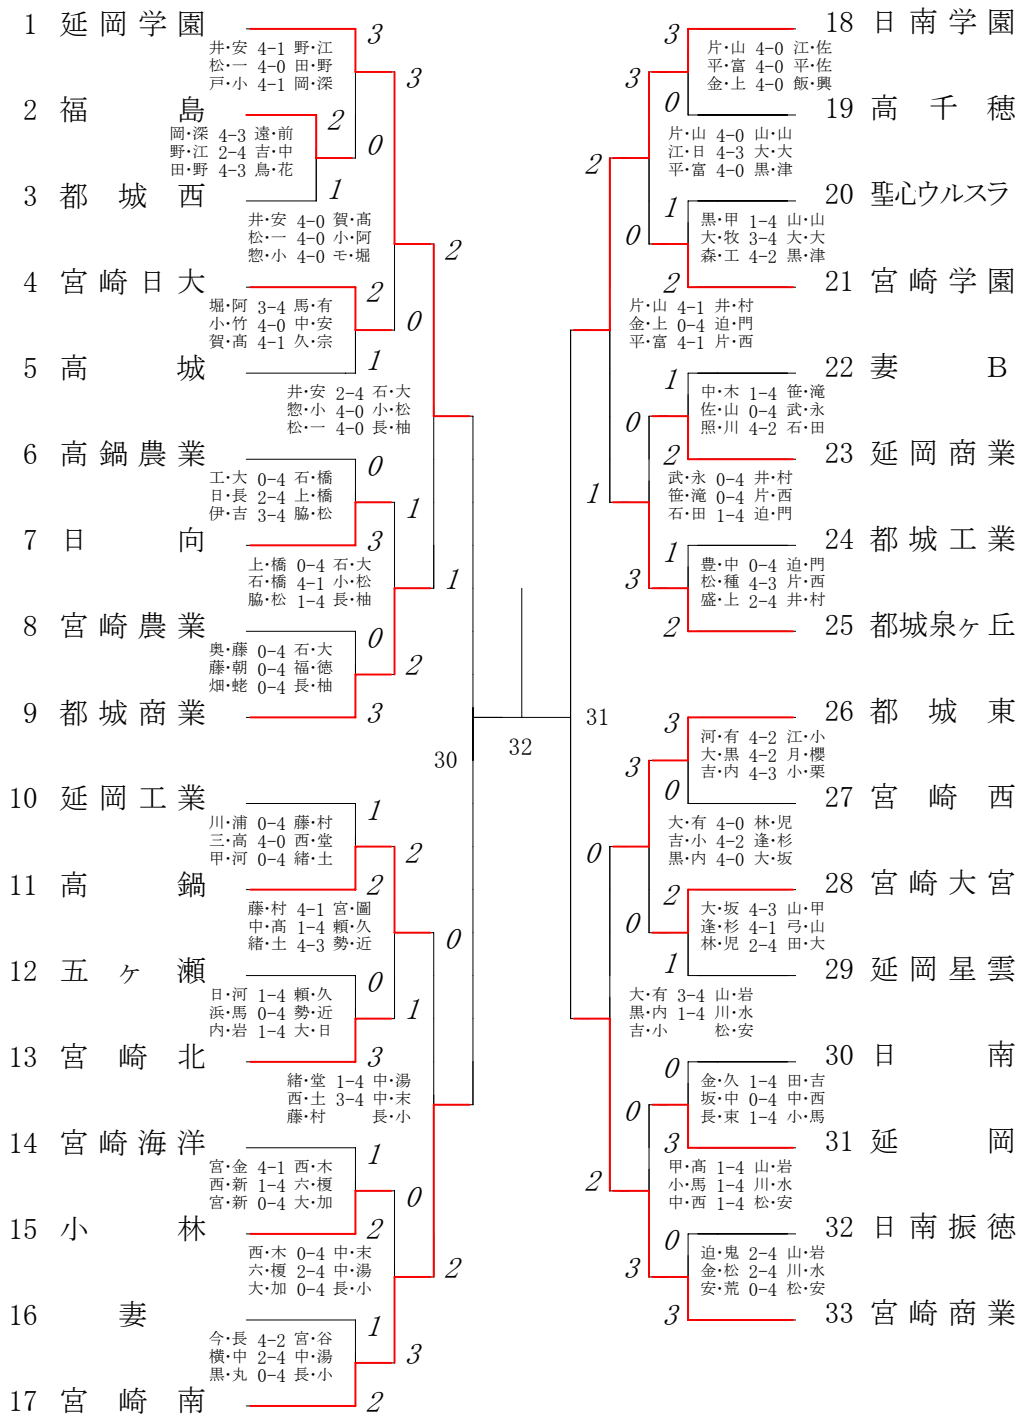 1 延岡学園
3
井・安 4-1 野・江
松・一 4-0 田・野
戸・小 4-1 岡・深
3
2 福島
2
岡・深 4-3 遠・前
野・江 2-4 吉・中
田・野 4-3 鳥・花
0
3 都城西
1
井・安 4-0 賀・髙
松・一 4-0 小・阿
惣・小 4-0 モ・堀
2
4 宮崎日大
2
堀・阿 3-4 馬・有
小・竹 4-0 中・安
賀・髙 4-1 久・宗
0
5 高城
1
井・安 2-4 石・大
惣・小 4-0 小・松
松・一 4-0 長・柚
6 高鍋農業
0
工・大 0-4 石・橋
日・長 2-4 上・橋
伊・吉 3-4 脇・松
1
7 日向
3
上・橋 0-4 石・大
石・橋 4-1 小・松
脇・松 1-4 長・柚
1
8 宮崎農業
0
奥・藤 0-4 石・大
藤・朝 0-4 福・徳
畑・蛯 0-4 長・柚
2
9 都城商業
3
30
32
31
10 延岡工業
1
川・浦 0-4 藤・村
三・高 4-0 西・堂
甲・河 0-4 緒・土
2
11 高鍋
2
藤・村 4-1 宮・圖
中・髙 1-4 頼・久
緒・土 4-3 勢・近
0
12 五ヶ瀬
0
日・河 1-4 頼・久
浜・馬 0-4 勢・近
内・岩 1-4 大・日
1
13 宮崎北
3
緒・堂 1-4 中・湯
西・土 3-4 中・末
藤・村 長・小
14 宮崎海洋
1
宮・金 4-1 西・木
西・新 1-4 六・榎
宮・新 0-4 大・加
0
15 小林
2
西・木 0-4 中・末
六・榎 2-4 中・湯
大・加 0-4 長・小
2
16 妻
1
今・長 4-2 宮・谷
横・中 2-4 中・湯
黒・丸 0-4 長・小
3
17 宮崎南
2
18 日南学園
3
片・山 4-0 江・佐
平・富 4-0 平・佐
金・上 4-0 飯・興
3
19 高千穂
0
片・山 4-0 山・山
江・日 4-3 大・大
平・富 4-0 黒・津
2
20 聖心ウルスラ
1
黒・甲 1-4 山・山
大・牧 3-4 大・大
森・工 4-2 黒・津
0
21 宮崎学園
2
片・山 4-1 井・村
金・上 0-4 迫・門
平・富 4-1 片・西
22 妻B
1
中・木 1-4 笹・滝
佐・山 0-4 武・永
照・川 4-2 石・田
0
23 延岡商業
2
武・永 0-4 井・村
笹・滝 0-4 片・西
石・田 1-4 迫・門
1
24 都城工業
1
豊・中 0-4 迫・門
松・種 4-3 片・西
盛・上 2-4 井・村
3
25 都城泉ヶ丘
2
26 都城東
3
河・有 4-2 江・小
大・黒 4-2 月・櫻
吉・内 4-3 小・栗
3
27 宮崎西
0
大・有 4-0 林・児
吉・小 4-2 逢・杉
黒・内 4-0 大・坂
0
28 宮崎大宮
2
大・坂 4-3 山・甲
逢・杉 4-1 弓・山
林・児 2-4 田・大
0
29 延岡星雲
1
大・有 3-4 山・岩
黒・内 1-4 川・水
吉・小 松・安
30 日南
0
金・久 1-4 田・吉
坂・中 0-4 中・西
長・束 1-4 小・馬
0
31 延岡
3
甲・髙 1-4 山・岩
小・馬 1-4 川・水
中・西 1-4 松・安
2
32 日南振徳
0
迫・鬼 2-4 山・岩
金・松 2-4 川・水
安・荒 0-4 松・安
3
33 宮崎商業
3